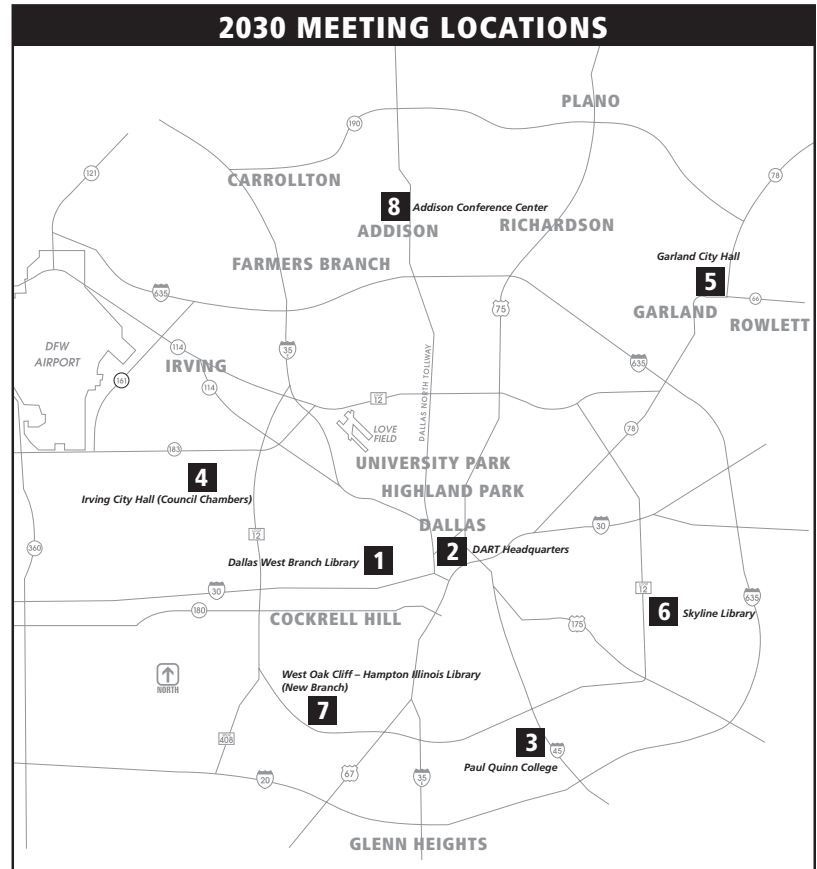 2030 MEETING LOCATIONS
PLANO
190
121
78
CARROLLTON
8 Addison Conference Center
ADDISON
RICHARDSON
Garland City Hall
5
FARMERS BRANCH
635
66
75
GARLAND
ROWLETT
DFW
AIRPORT
114
35
IRVING
161
114
635
DALLAS NORTH TOLLWAY
LOOP
12
LOVE
FIELD
78
183
UNIVERSITY PARK
4
Irving City Hall (Council Chambers)
HIGHLAND PARK
DALLAS
30
LOOP
12
360
2 DART Headquarters
Dallas West Branch Library 1
30
LOOP
12
635
180
COCKRELL HILL
6 Skyline Library
175
NORTH
West Oak Cliff – Hampton Illinois Library
(New Branch)
7
408
3
45
Paul Quinn College
20
67
35
GLENN HEIGHTS